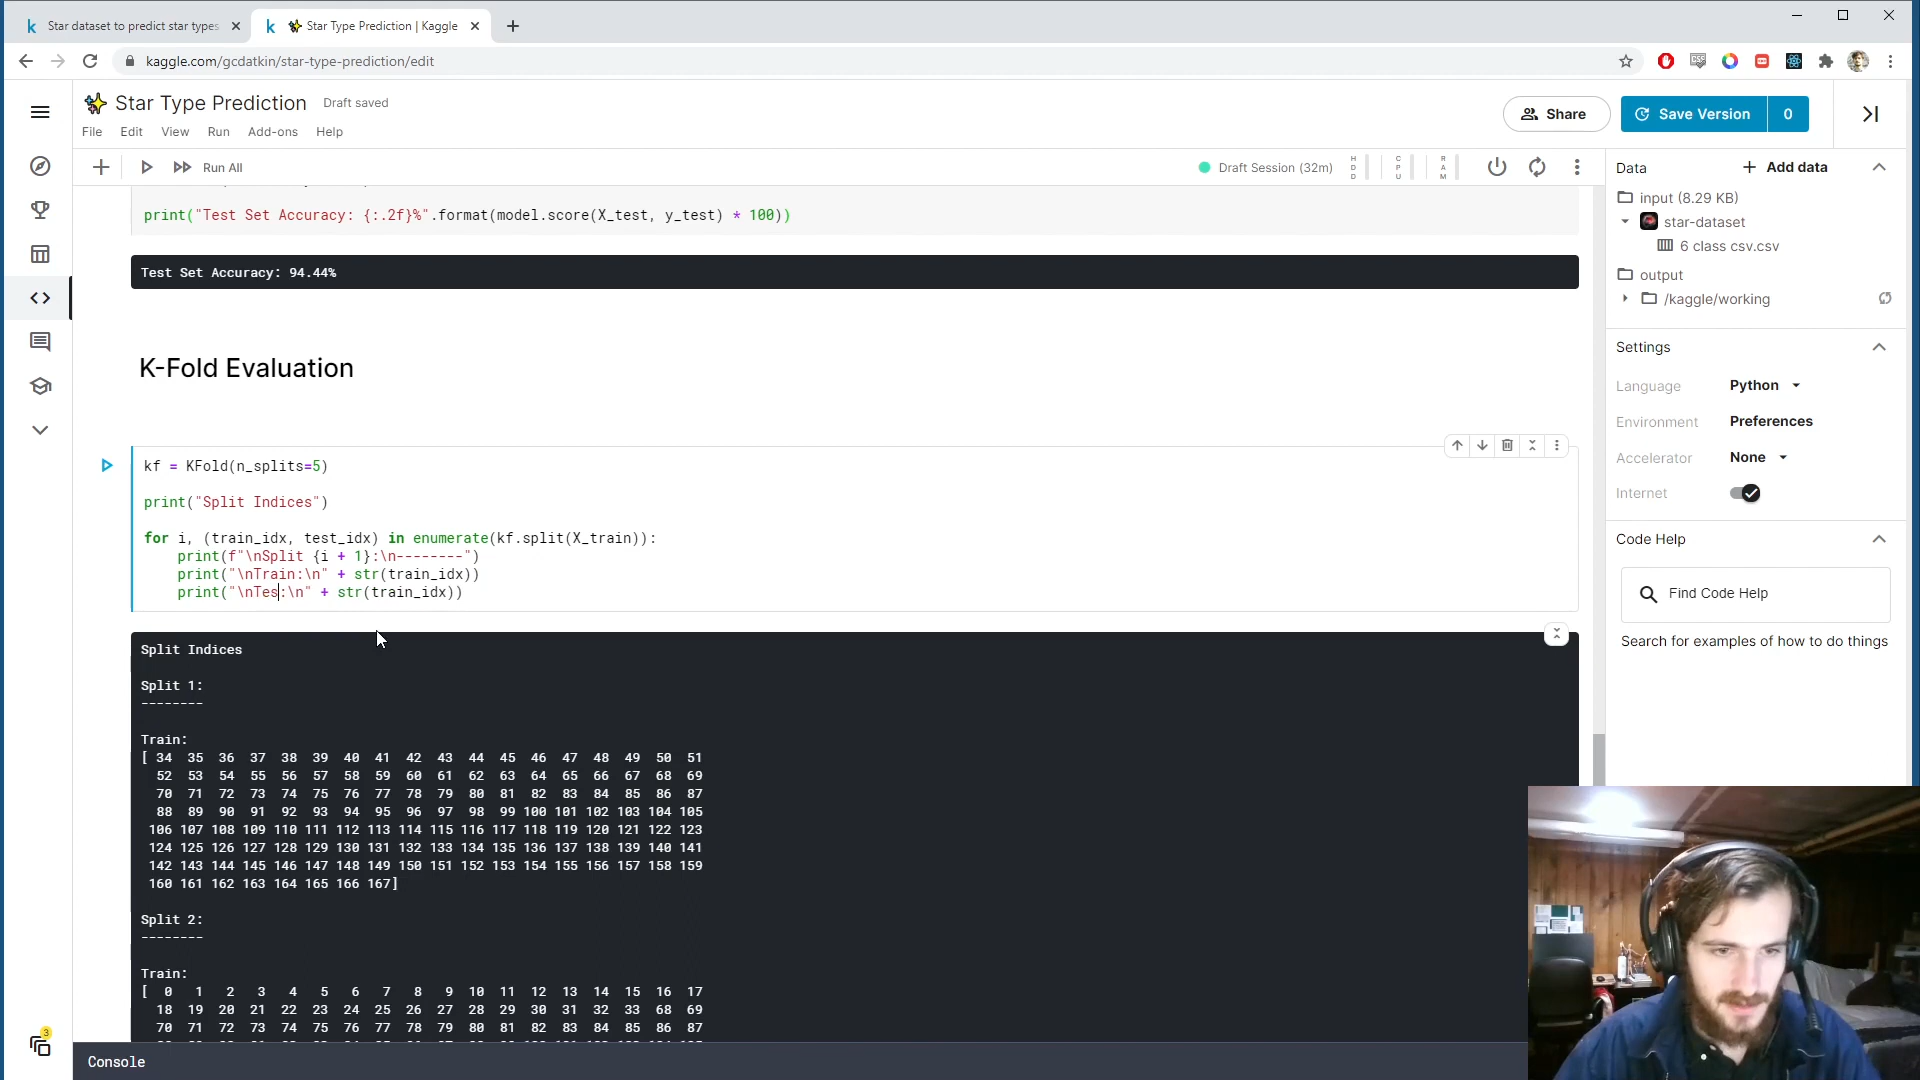 Star dataset to predict star types
Star Type Prediction | Kaggle
kaggle.com/gcdatkin/star-type-prediction/edit
Star Type Prediction
Draft saved
File Edit View Run Add-ons Help
Share
Save Version 0
Run All
Draft Session (32m)
HDD
CPU
RAM
print("Test Set Accuracy: {:.2f}%".format(model.score(X_test, y_test) * 100))
Test Set Accuracy: 94.44%
K-Fold Evaluation
kf = KFold(n_splits=5)
print("Split Indices")
for i, (train_idx, test_idx) in enumerate(kf.split(X_train)):
print(f"\nSplit {i + 1}:\n--------")
print("\nTrain:\n" + str(train_idx))
print("\nTes:\n" + str(train_idx))
Split Indices
Split 1:
--------
Train:
[ 34 35 36 37 38 39 40 41 42 43 44 45 46 47 48 49 50 51
52 53 54 55 56 57 58 59 60 61 62 63 64 65 66 67 68 69
70 71 72 73 74 75 76 77 78 79 80 81 82 83 84 85 86 87
88 89 90 91 92 93 94 95 96 97 98 99 100 101 102 103 104 105
106 107 108 109 110 111 112 113 114 115 116 117 118 119 120 121 122 123
124 125 126 127 128 129 130 131 132 133 134 135 136 137 138 139 140 141
142 143 144 145 146 147 148 149 150 151 152 153 154 155 156 157 158 159
160 161 162 163 164 165 166 167]
Split 2:
--------
Train:
[ 0 1 2 3 4 5 6 7 8 9 10 11 12 13 14 15 16 17
18 19 20 21 22 23 24 25 26 27 28 29 30 31 32 33 68 69
70 71 72 73 74 75 76 77 78 79 80 81 82 83 84 85 86 87
Console
3
Data
Add data
input (8.29 KB)
star-dataset
6 class csv.csv
output
/kaggle/working
Settings
Language Python
Environment Preferences
Accelerator None
Internet
Code Help
Find Code Help
Search for examples of how to do things